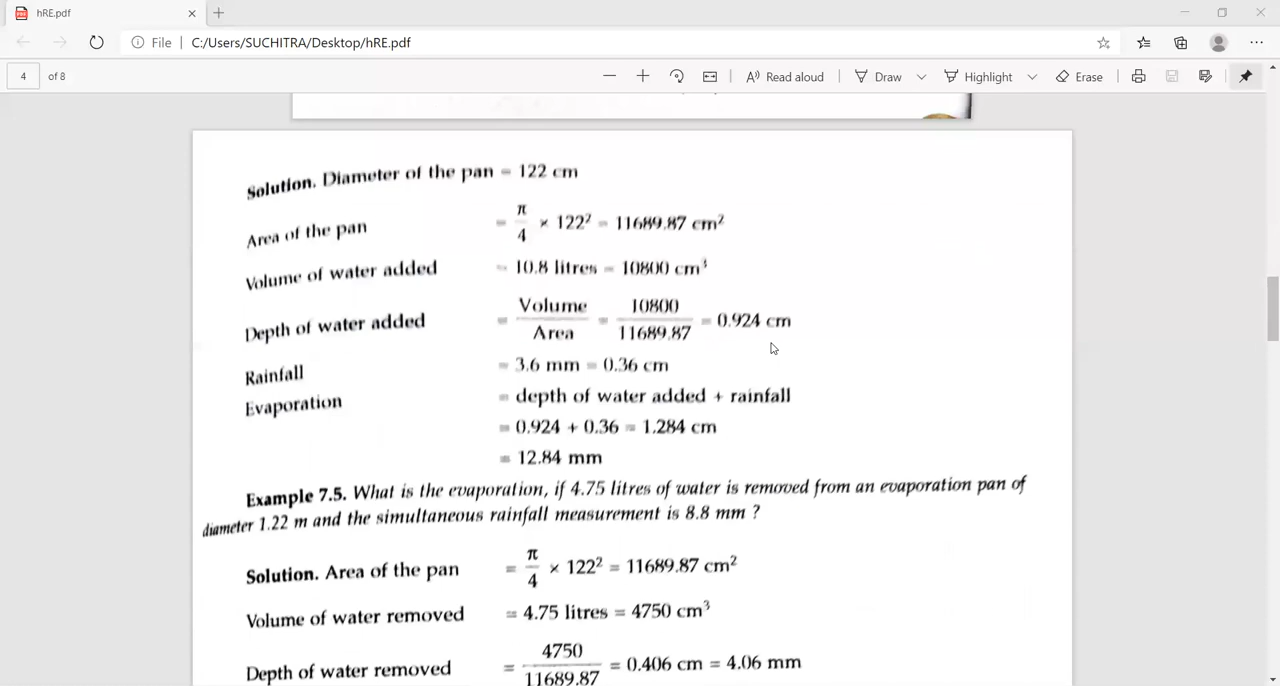 hRE.pdf
File | C:/Users/SUCHITRA/Desktop/hRE.pdf
4 of 8 Read aloud Draw Highlight Erase
Solution. Diameter of the pan = 122 cm
Area of the pan = π/4 × 122² = 11689.87 cm²
Volume of water added = 10.8 litres = 10800 cm³
Depth of water added = Volume/Area = 10800/11689.87 = 0.924 cm
Rainfall = 3.6 mm = 0.36 cm
Evaporation = depth of water added + rainfall
= 0.924 + 0.36 = 1.284 cm
= 12.84 mm
Example 7.5. What is the evaporation, if 4.75 litres of water is removed from an evaporation pan of
diameter 1.22 m and the simultaneous rainfall measurement is 8.8 mm ?
Solution. Area of the pan = π/4 × 122² = 11689.87 cm²
Volume of water removed = 4.75 litres = 4750 cm³
Depth of water removed = 4750/11689.87 = 0.406 cm = 4.06 mm